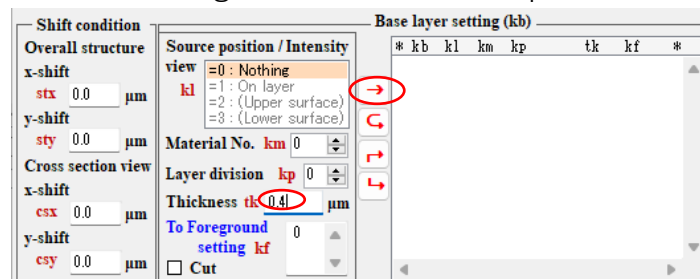 Shift condition
Overall structure
x-shift
stx 0.0 μm
y-shift
sty 0.0 μm
Cross section view
x-shift
csx 0.0 μm
y-shift
csy 0.0 μm
Source position / Intensity
view
kl
=0 : Nothing
=1 : On layer
=2 : (Upper surface)
=3 : (Lower surface)
Material No. km 0
Layer division kp 0
Thickness tk 0.4 μm
To Foreground
setting kf 0
Cut
Base layer setting (kb)
* kb kl km kp tk kf *